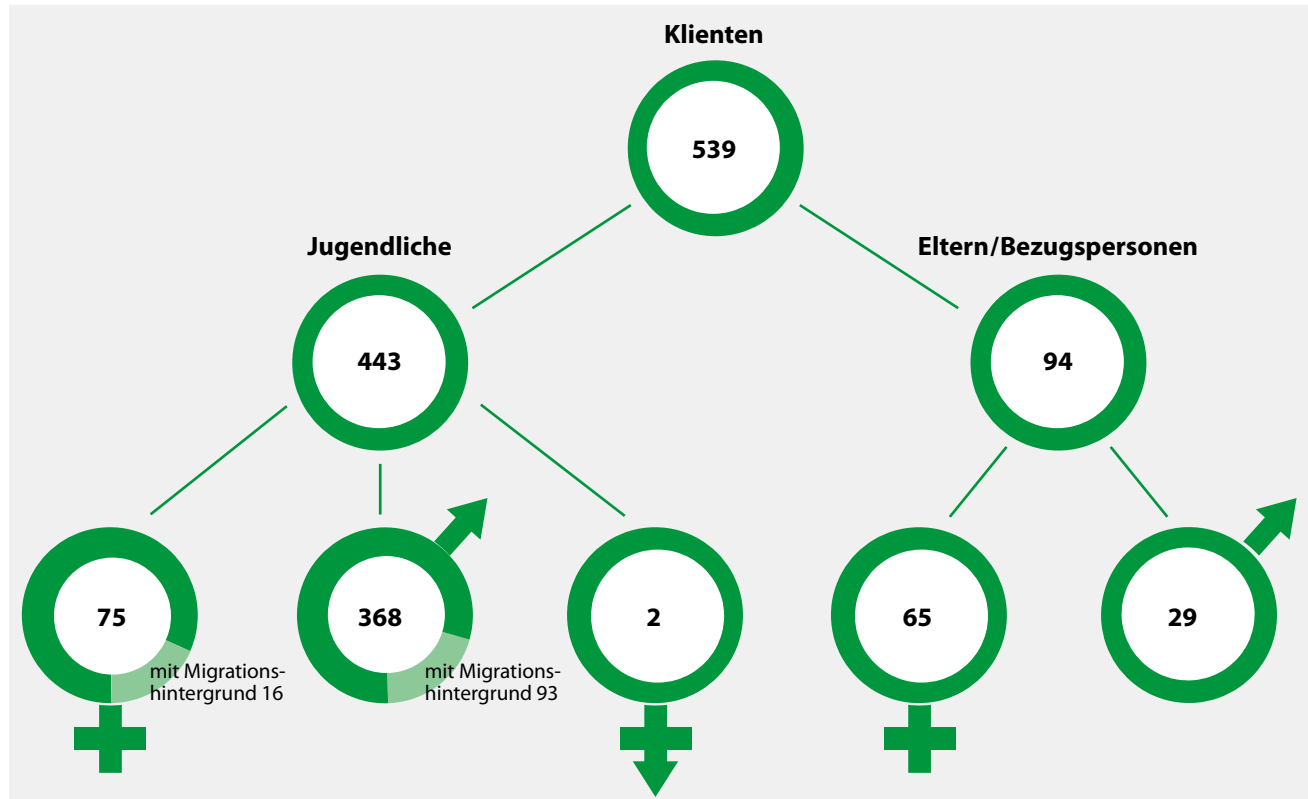 Klienten
539
Jugendliche
Eltern/Bezugspersonen
443
94
75
368
2
65
29
mit Migrations-
hintergrund 16
mit Migrations-
hintergrund 93